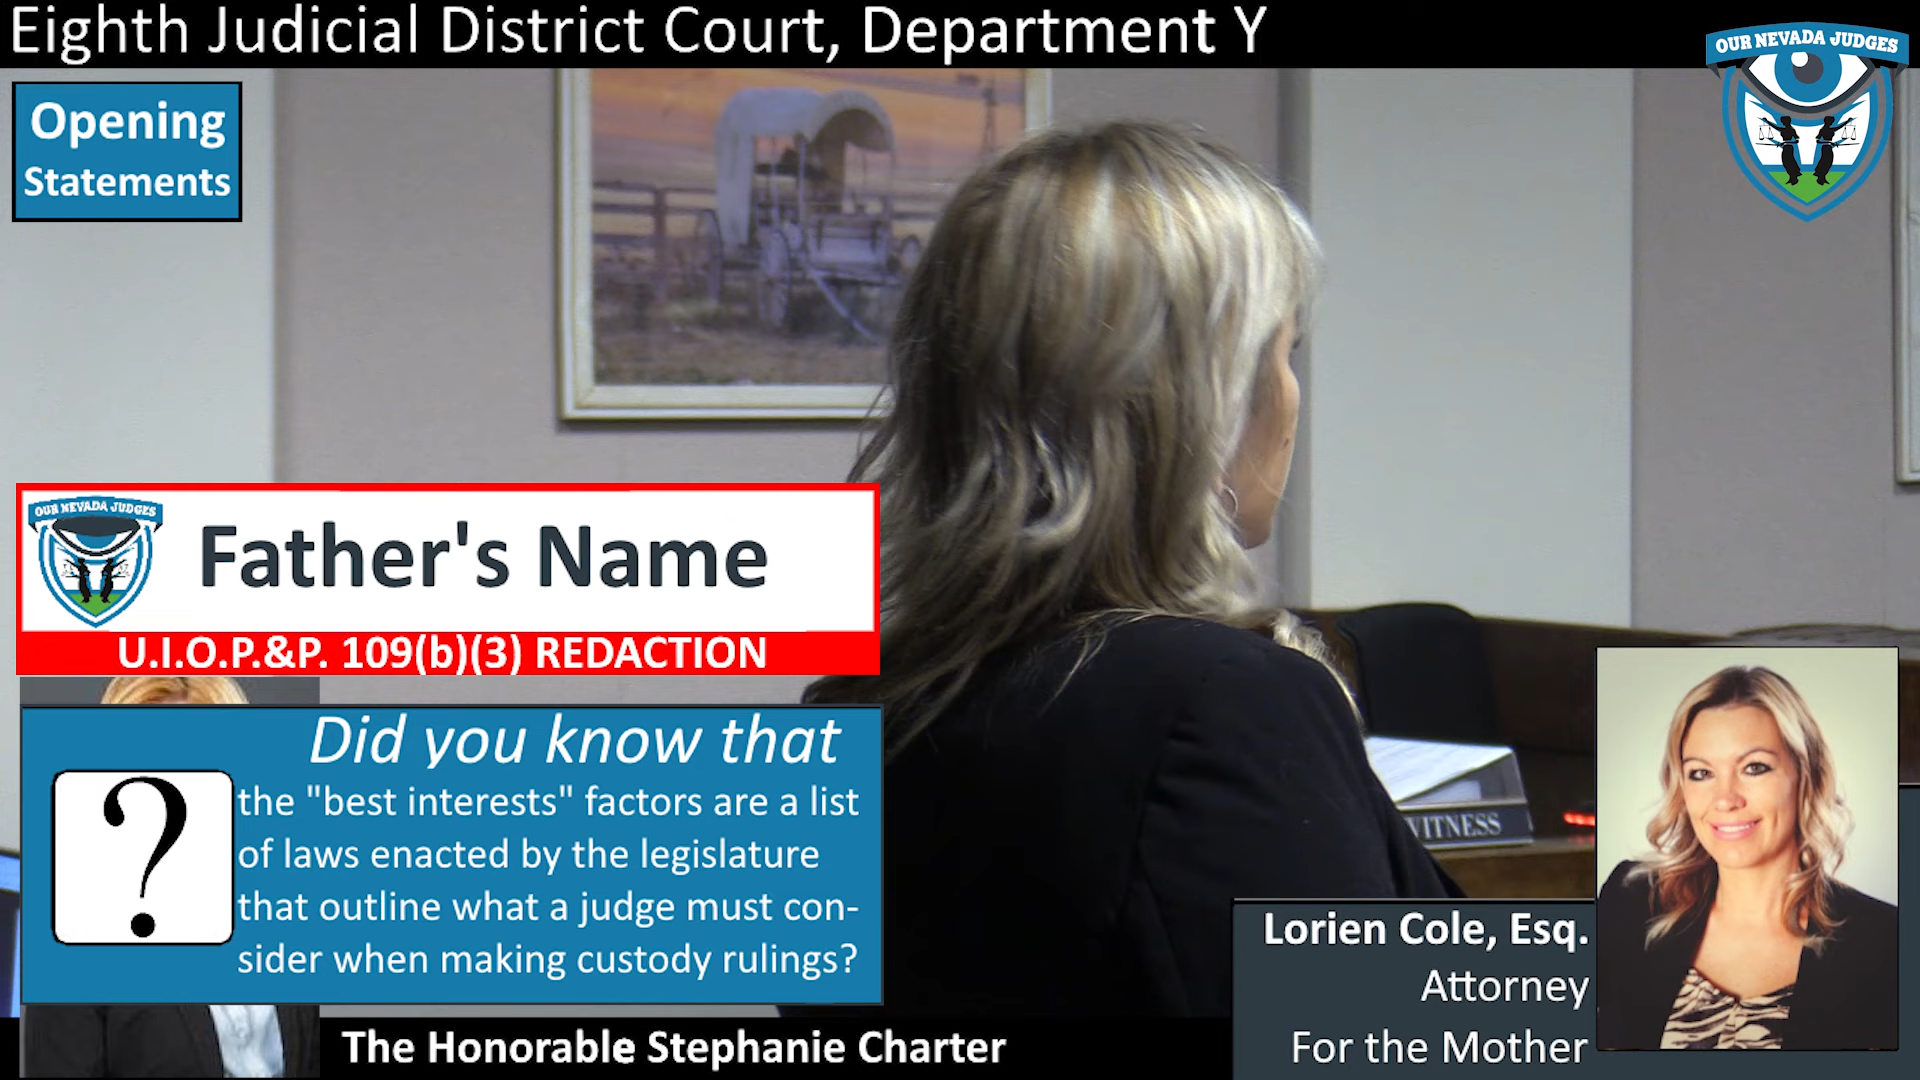 Eighth Judicial District Court, Department Y
OUR NEVADA JUDGES
Opening
Statements
OUR NEVADA JUDGES
Father's Name
U.I.O.P.&P. 109(b)(3) REDACTION
Did you know that
?
the "best interests" factors are a list
of laws enacted by the legislature
that outline what a judge must con-
sider when making custody rulings?
WITNESS
Lorien Cole, Esq.
Attorney
For the Mother
The Honorable Stephanie Charter